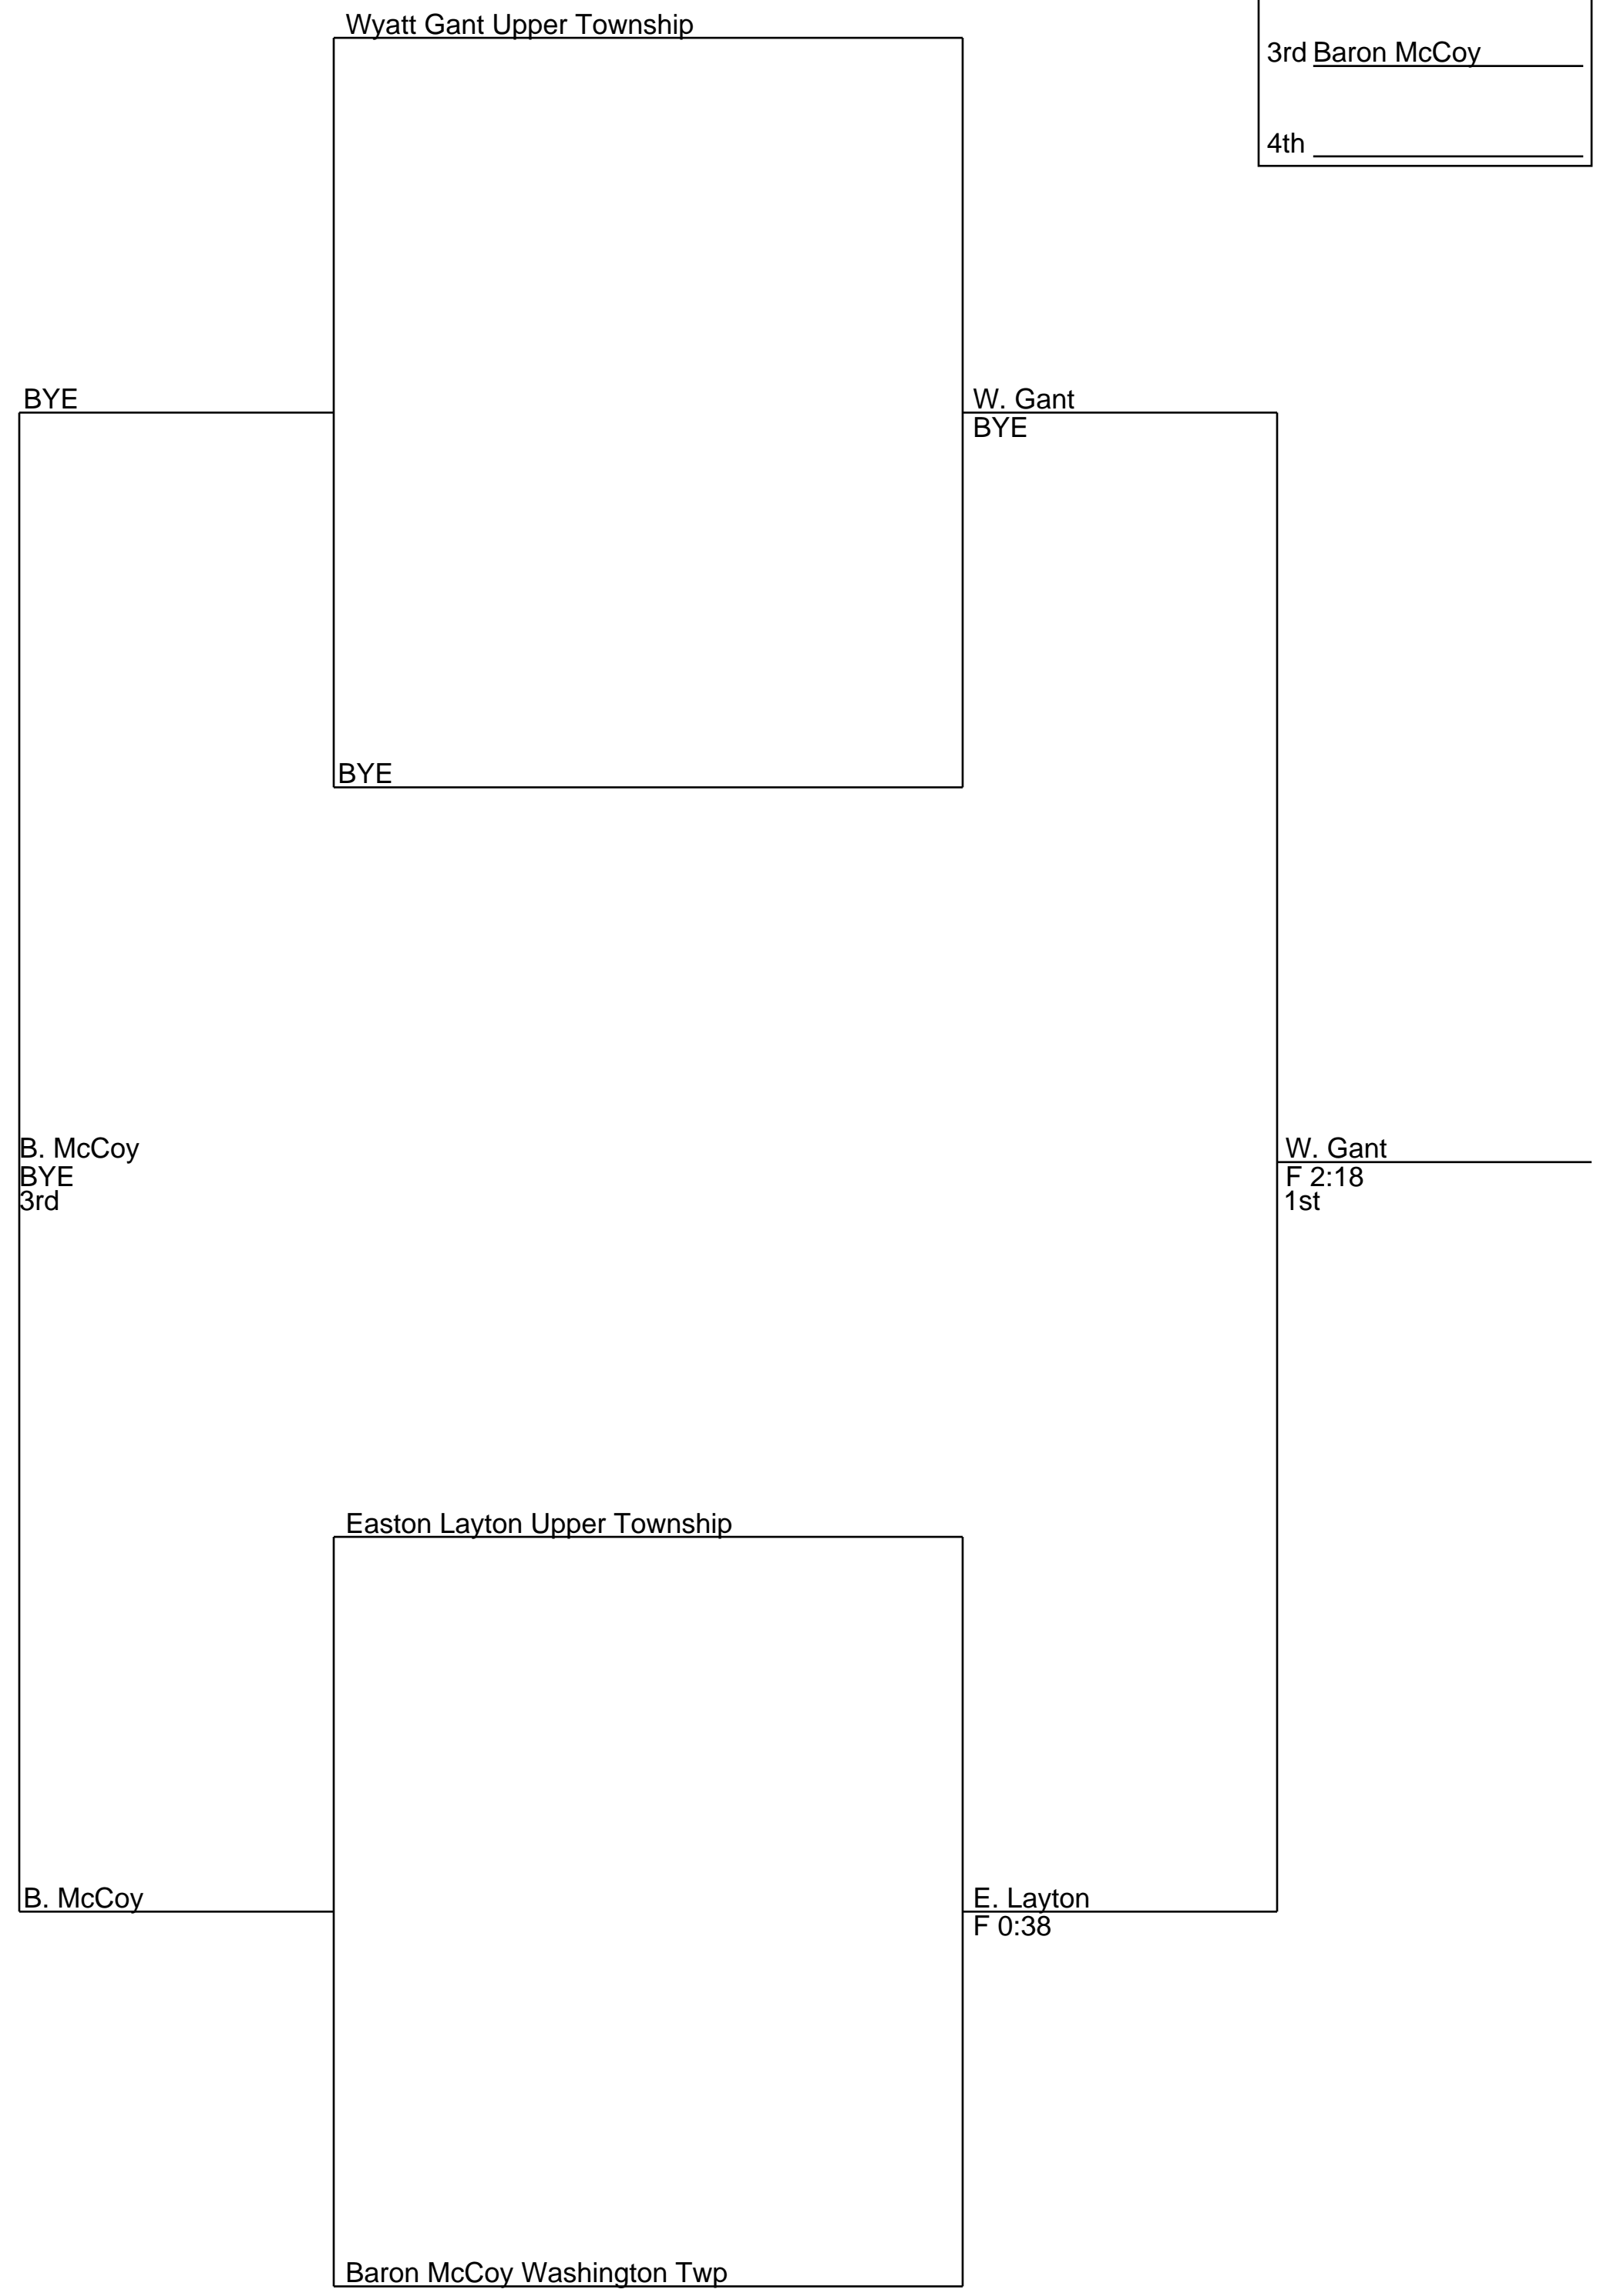 Wyatt Gant Upper Township
3rd Baron McCoy
4th
BYE
W. Gant
BYE
BYE
B. McCoy
BYE
3rd
W. Gant
F 2:18
1st
Easton Layton Upper Township
B. McCoy
E. Layton
F 0:38
Baron McCoy Washington Twp